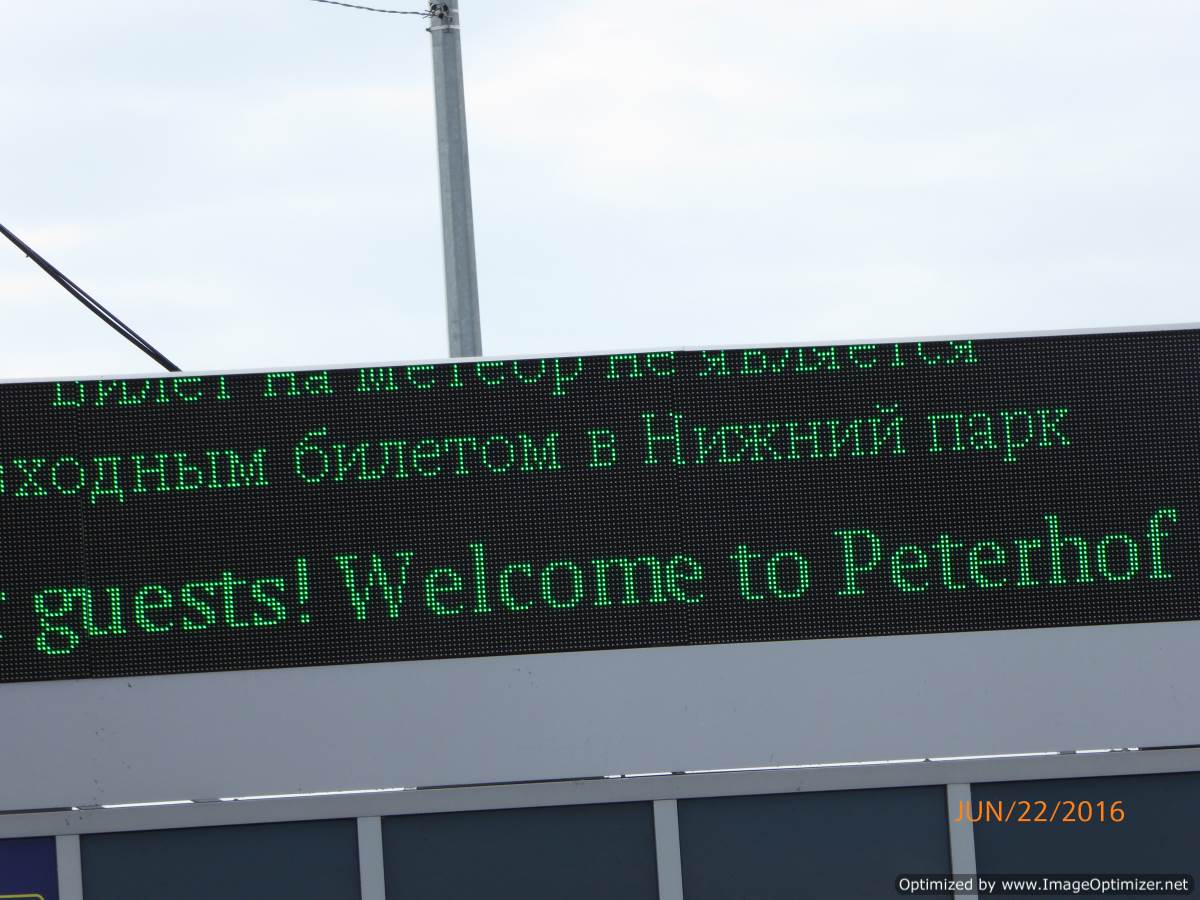 Билет на метеор не является
входным билетом в Нижний парк
guests! Welcome to Peterhof
JUN/22/2016
Optimized by www.ImageOptimizer.net